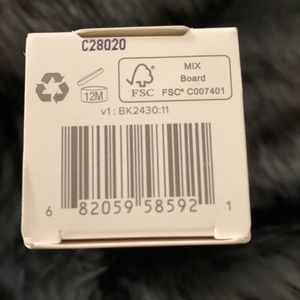 C28020
12M
FSC
MIX
Board
FSC® C007401
v1 : BK2430:11
6 82059 58592 1